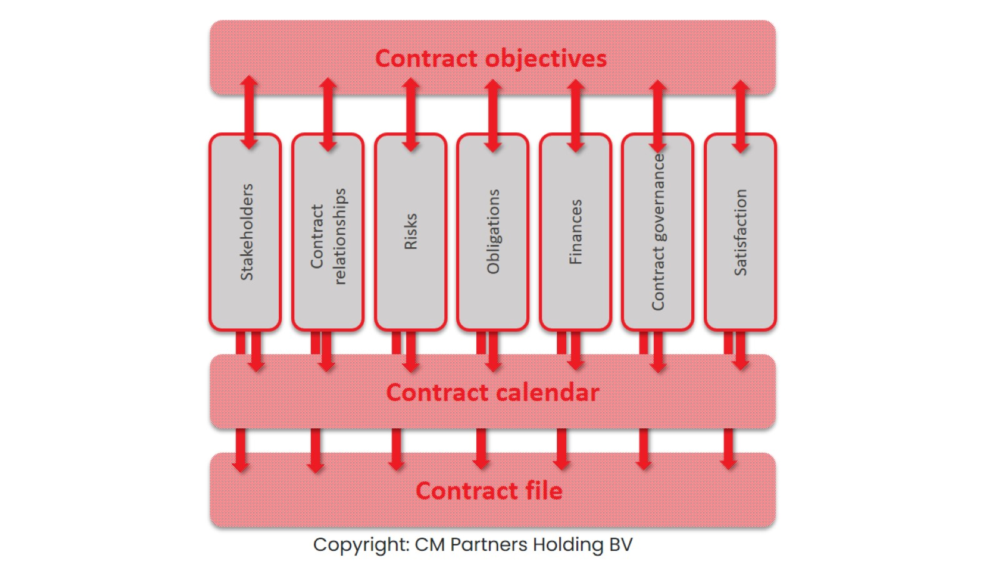 Contract objectives
Stakeholders
Contract
relationships
Risks
Obligations
Finances
Contract governance
Satisfaction
Contract calendar
Contract file
Copyright: CM Partners Holding BV